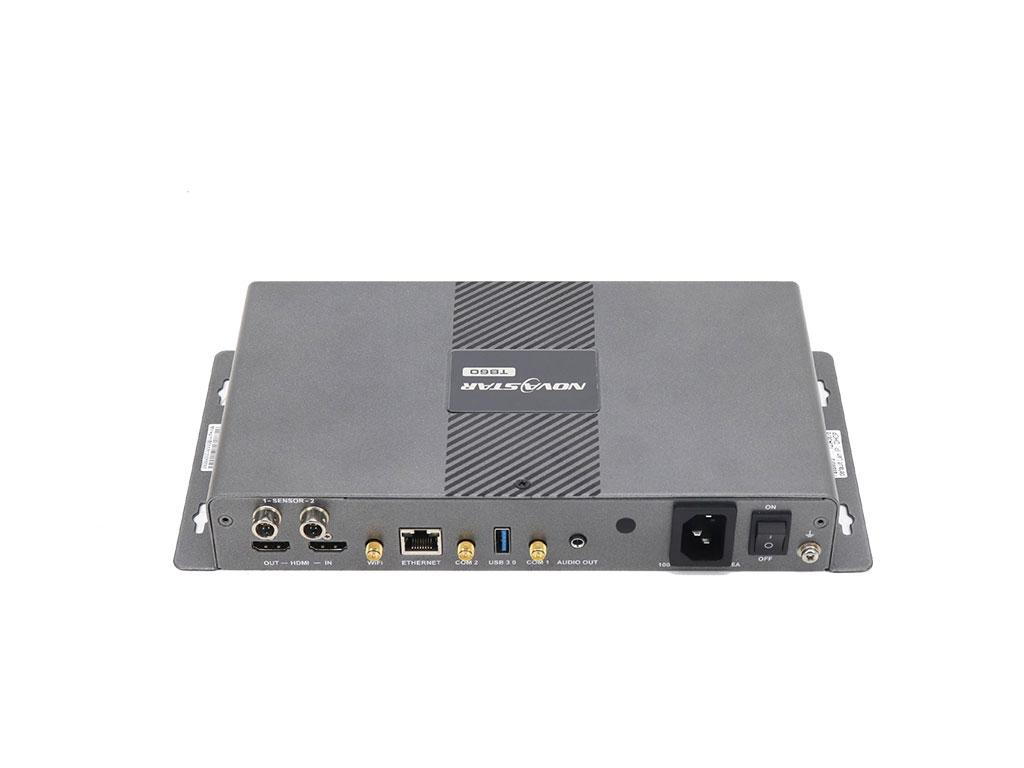 NOVASTAR
TB60
1-SENSOR-2
OUT — HDMI — IN
WiFi
ETHERNET
COM 2
USB 3.0
COM 1
AUDIO OUT
ON
OFF